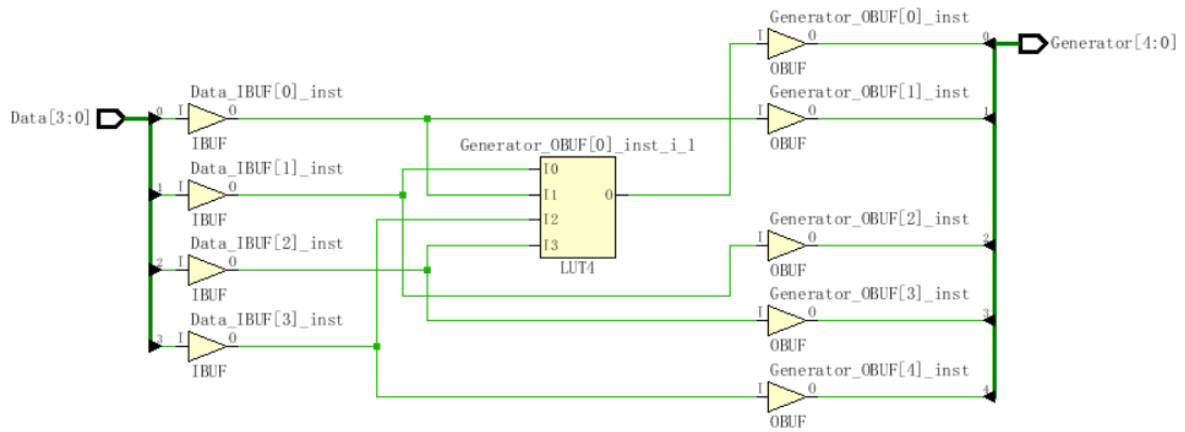 Generator_OBUF[0]_inst
I 0
OBUF
0
Generator[4:0]
Data[3:0]
0
Data_IBUF[0]_inst
I 0
IBUF
Generator_OBUF[1]_inst
I 0
OBUF
1
Generator_OBUF[0]_inst_i_1
I0
I1 0
I2
I3
LUT4
Data_IBUF[1]_inst
1
I 0
IBUF
Generator_OBUF[2]_inst
I 0
OBUF
2
Data_IBUF[2]_inst
2
I 0
IBUF
Generator_OBUF[3]_inst
I 0
OBUF
3
Data_IBUF[3]_inst
3
I 0
IBUF
Generator_OBUF[4]_inst
I 0
OBUF
4